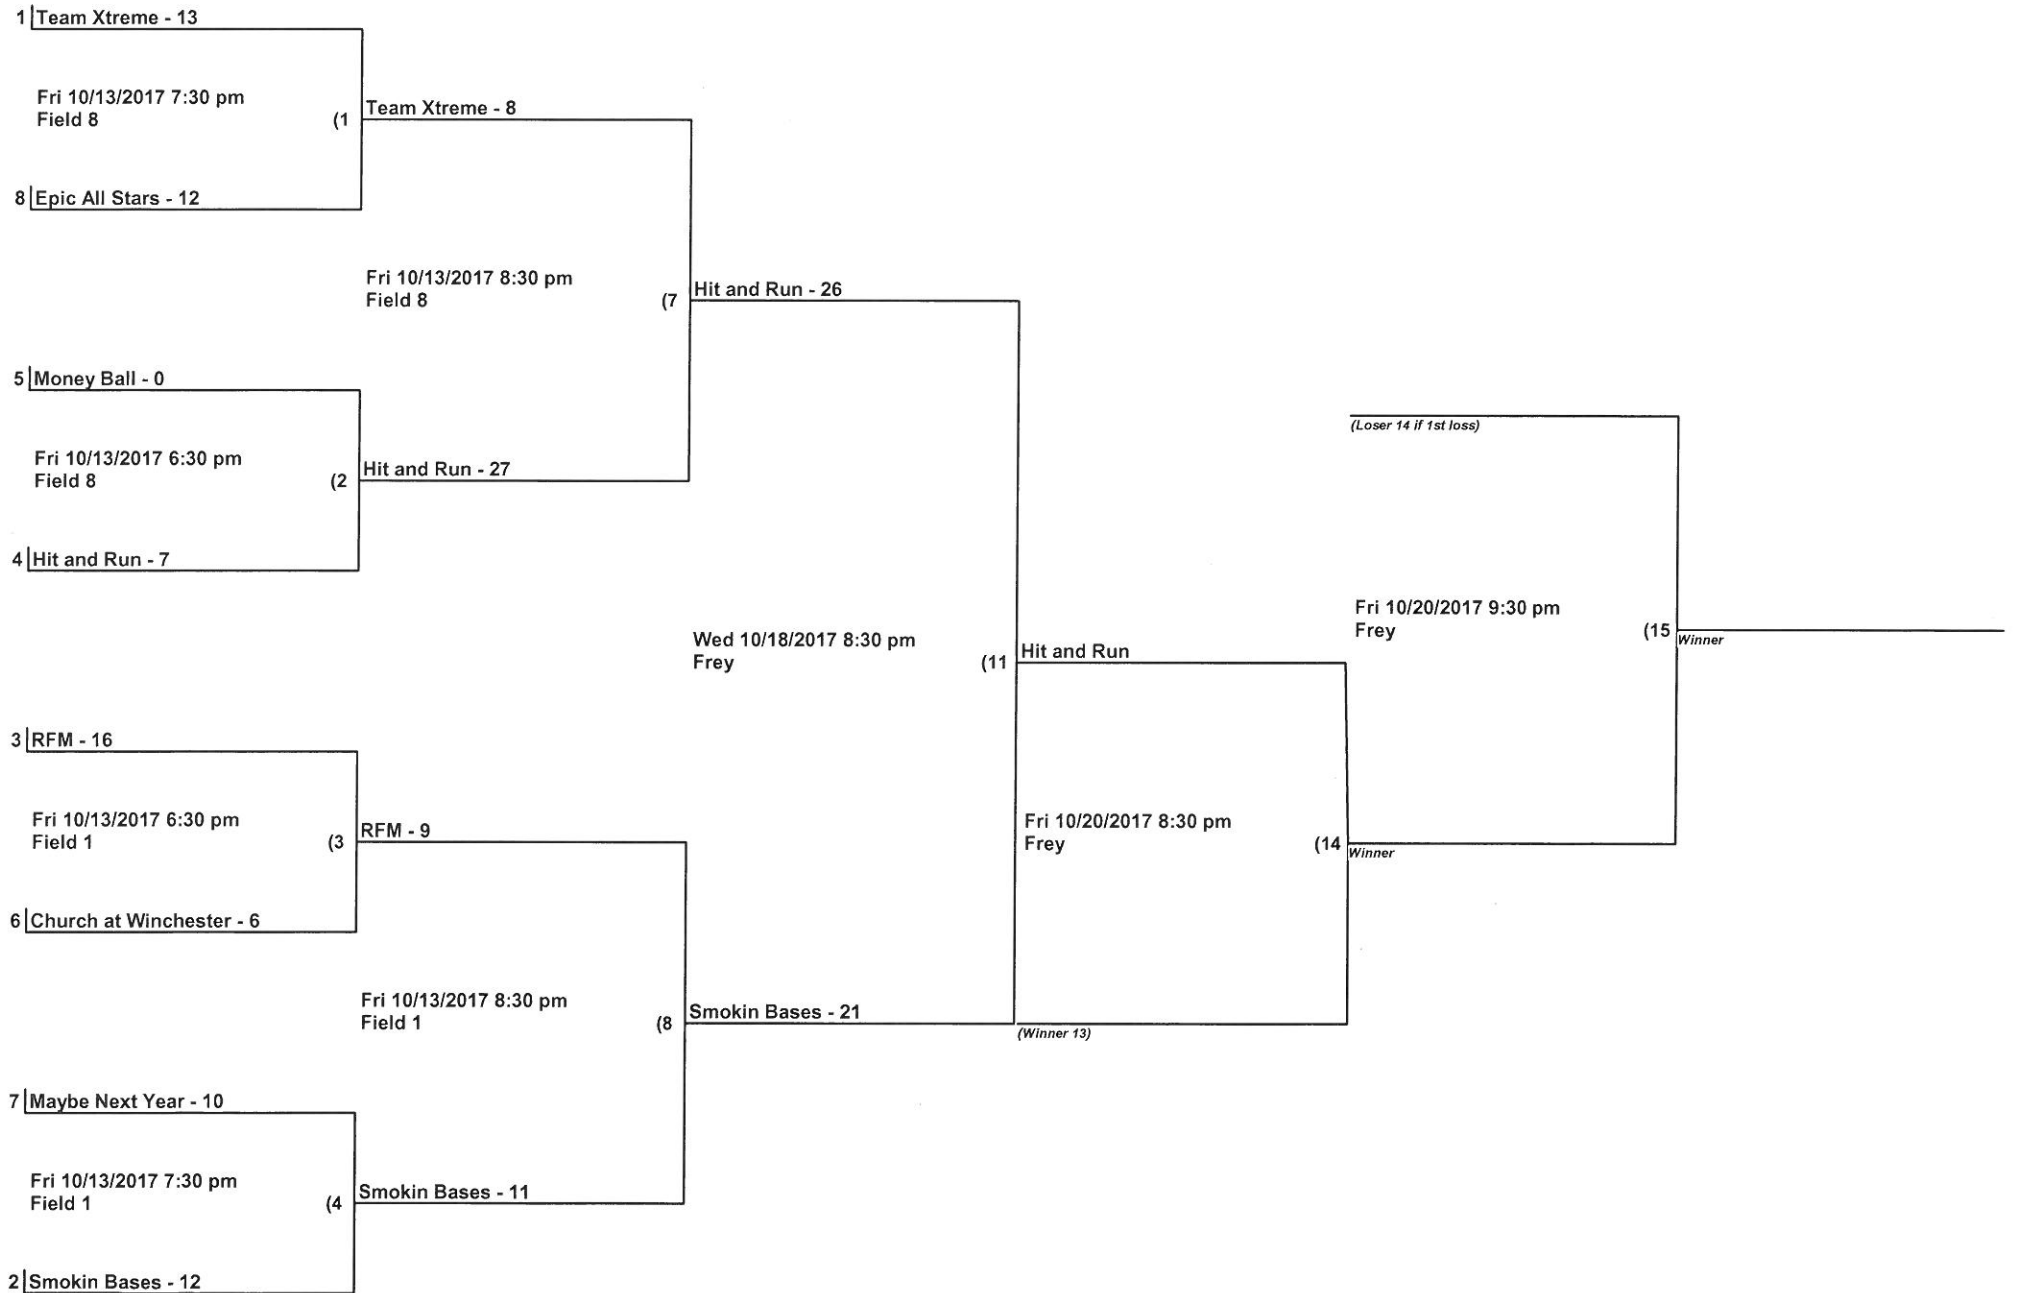 1 Team Xtreme - 13
Fri 10/13/2017 7:30 pm
Field 8
(1
Team Xtreme - 8
8 Epic All Stars - 12
Fri 10/13/2017 8:30 pm
Field 8
(7
Hit and Run - 26
5 Money Ball - 0
Fri 10/13/2017 6:30 pm
Field 8
(2
Hit and Run - 27
4 Hit and Run - 7
Wed 10/18/2017 8:30 pm
Frey
(11
Hit and Run
3 RFM - 16
Fri 10/13/2017 6:30 pm
Field 1
(3
RFM - 9
6 Church at Winchester - 6
Fri 10/13/2017 8:30 pm
Field 1
(8
Smokin Bases - 21
7 Maybe Next Year - 10
Fri 10/13/2017 7:30 pm
Field 1
(4
Smokin Bases - 11
2 Smokin Bases - 12
Fri 10/20/2017 8:30 pm
Frey
(14
Winner
(Winner 13)
(Loser 14 if 1st loss)
Fri 10/20/2017 9:30 pm
Frey
(15
Winner